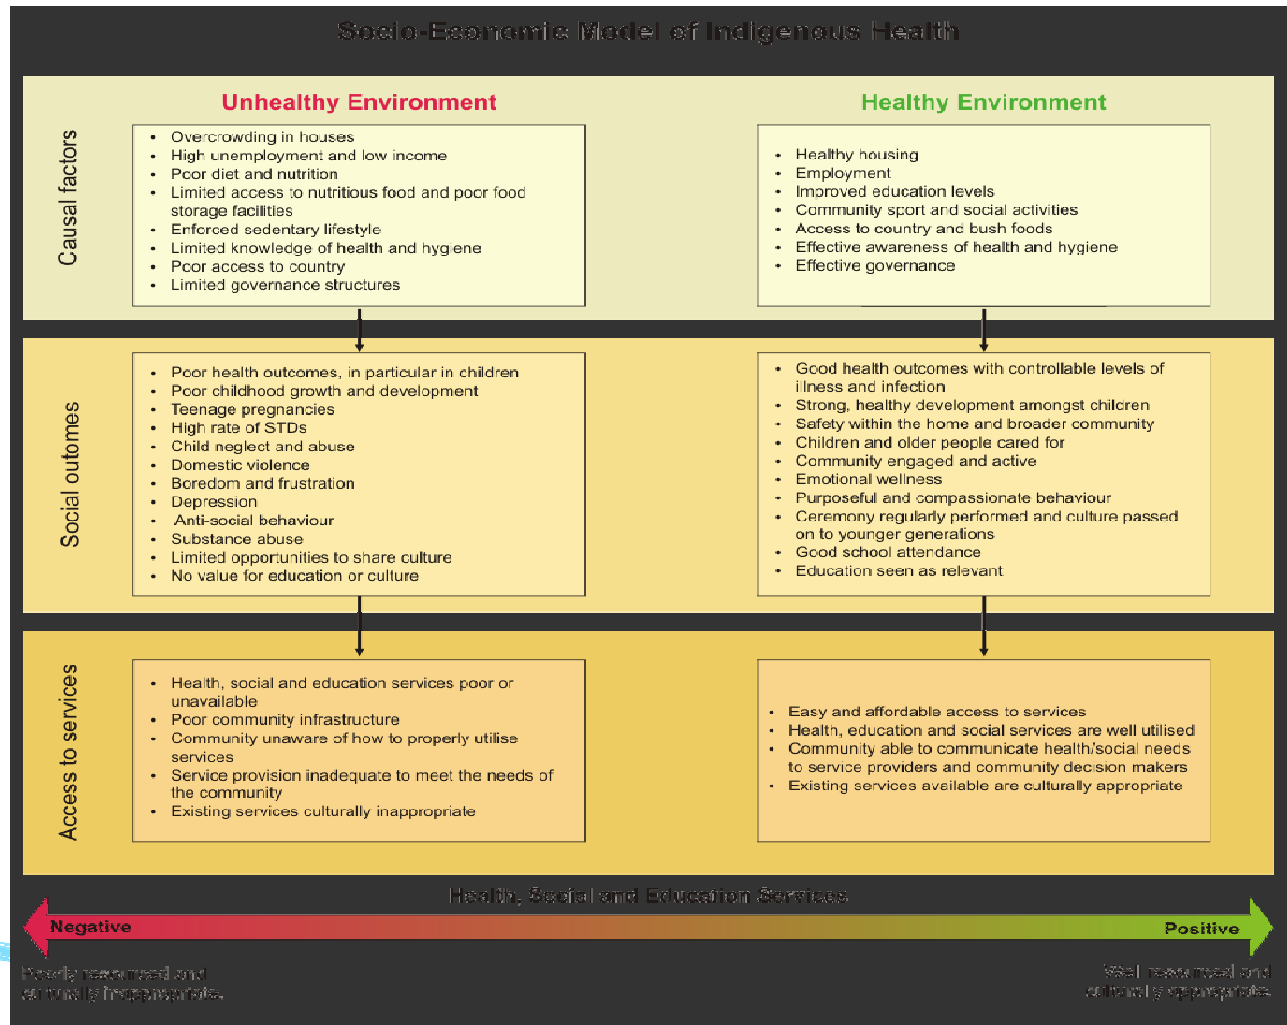 Socio-Economic Model of Indigenous Health
Causal factors
Unhealthy Environment
• Overcrowding in houses
• High unemployment and low income
• Poor diet and nutrition
• Limited access to nutritious food and poor food
storage facilities
• Enforced sedentary lifestyle
• Limited knowledge of health and hygiene
• Poor access to country
• Limited governance structures
Healthy Environment
• Healthy housing
• Employment
• Improved education levels
• Community sport and social activities
• Access to country and bush foods
• Effective awareness of health and hygiene
• Effective governance
Social outcomes
• Poor health outcomes, in particular in children
• Poor childhood growth and development
• Teenage pregnancies
• High rate of STDs
• Child neglect and abuse
• Domestic violence
• Boredom and frustration
• Depression
• Anti-social behaviour
• Substance abuse
• Limited opportunities to share culture
• No value for education or culture
• Good health outcomes with controllable levels of
illness and infection
• Strong, healthy development amongst children
• Safety within the home and broader community
• Children and older people cared for
• Community engaged and active
• Emotional wellness
• Purposeful and compassionate behaviour
• Ceremony regularly performed and culture passed
on to younger generations
• Good school attendance
• Education seen as relevant
Access to services
• Health, social and education services poor or
unavailable
• Poor community infrastructure
• Community unaware of how to properly utilise
services
• Service provision inadequate to meet the needs of
the community
• Existing services culturally inappropriate
• Easy and affordable access to services
• Health, education and social services are well utilised
• Community able to communicate health/social needs
to service providers and community decision makers
• Existing services available are culturally appropriate
Health, Social and Education Services
Negative
Positive
Poorly resourced and
culturally inappropriate.
Well resourced and
culturally appropriate.